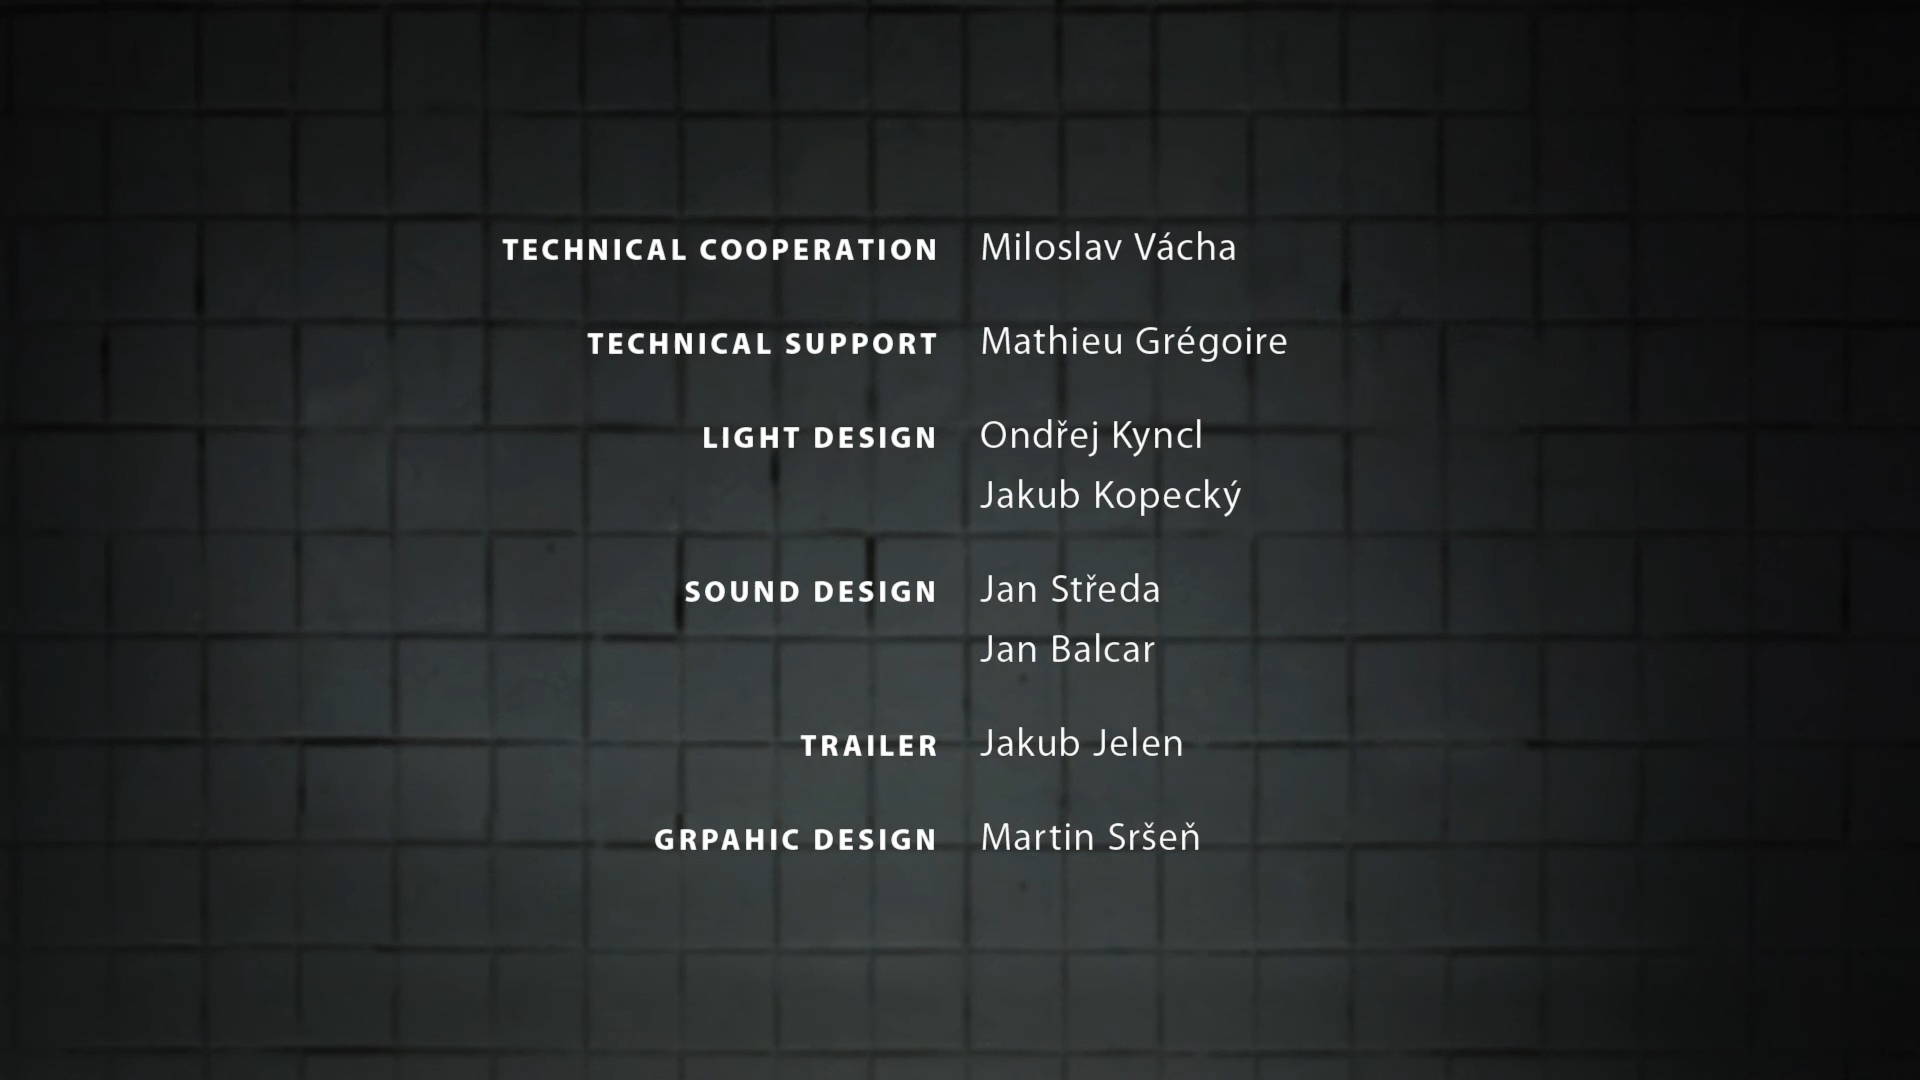 TECHNICAL COOPERATION Miloslav Vácha
TECHNICAL SUPPORT Mathieu Grégoire
LIGHT DESIGN Ondřej Kyncl
Jakub Kopecký
SOUND DESIGN Jan Středa
Jan Balcar
TRAILER Jakub Jelen
GRPAHIC DESIGN Martin Sršeň